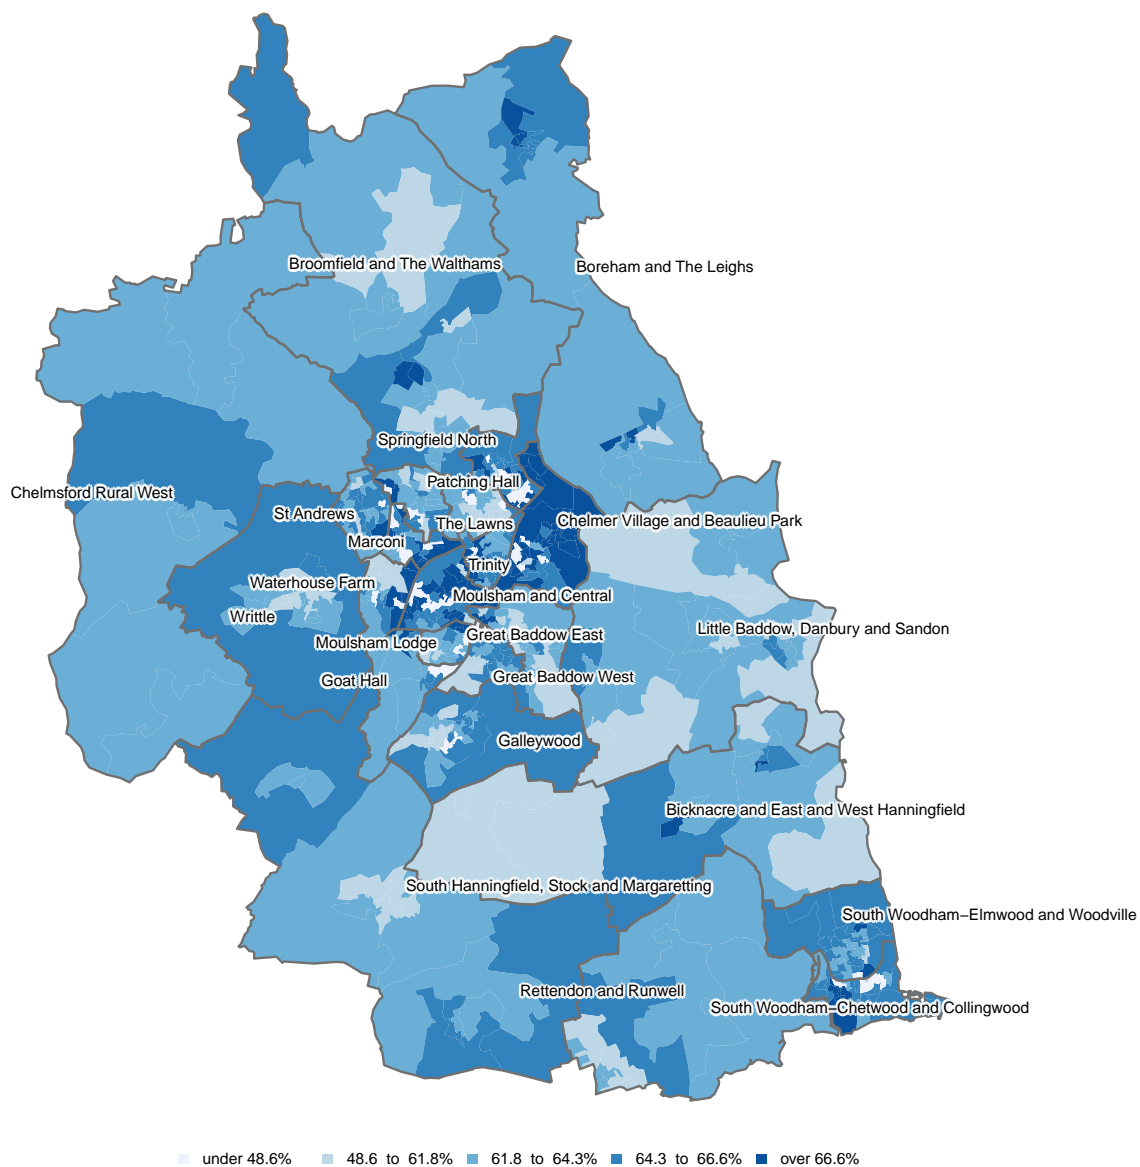 Broomfield and The Walthams
Boreham and The Leighs
Springfield North
Patching Hall
Chelmsford Rural West
St Andrews
The Lawns
Chelmer Village and Beaulieu Park
Marconi
Trinity
Waterhouse Farm
Moulsham and Central
Writtle
Little Baddow, Danbury and Sandon
Great Baddow East
Moulsham Lodge
Goat Hall
Great Baddow West
Galleywood
Bicknacre and East and West Hanningfield
South Hanningfield, Stock and Margaretting
South Woodham−Elmwood and Woodville
Rettendon and Runwell
South Woodham−Chetwood and Collingwood
under 48.6% 48.6 to 61.8% 61.8 to 64.3% 64.3 to 66.6% over 66.6%